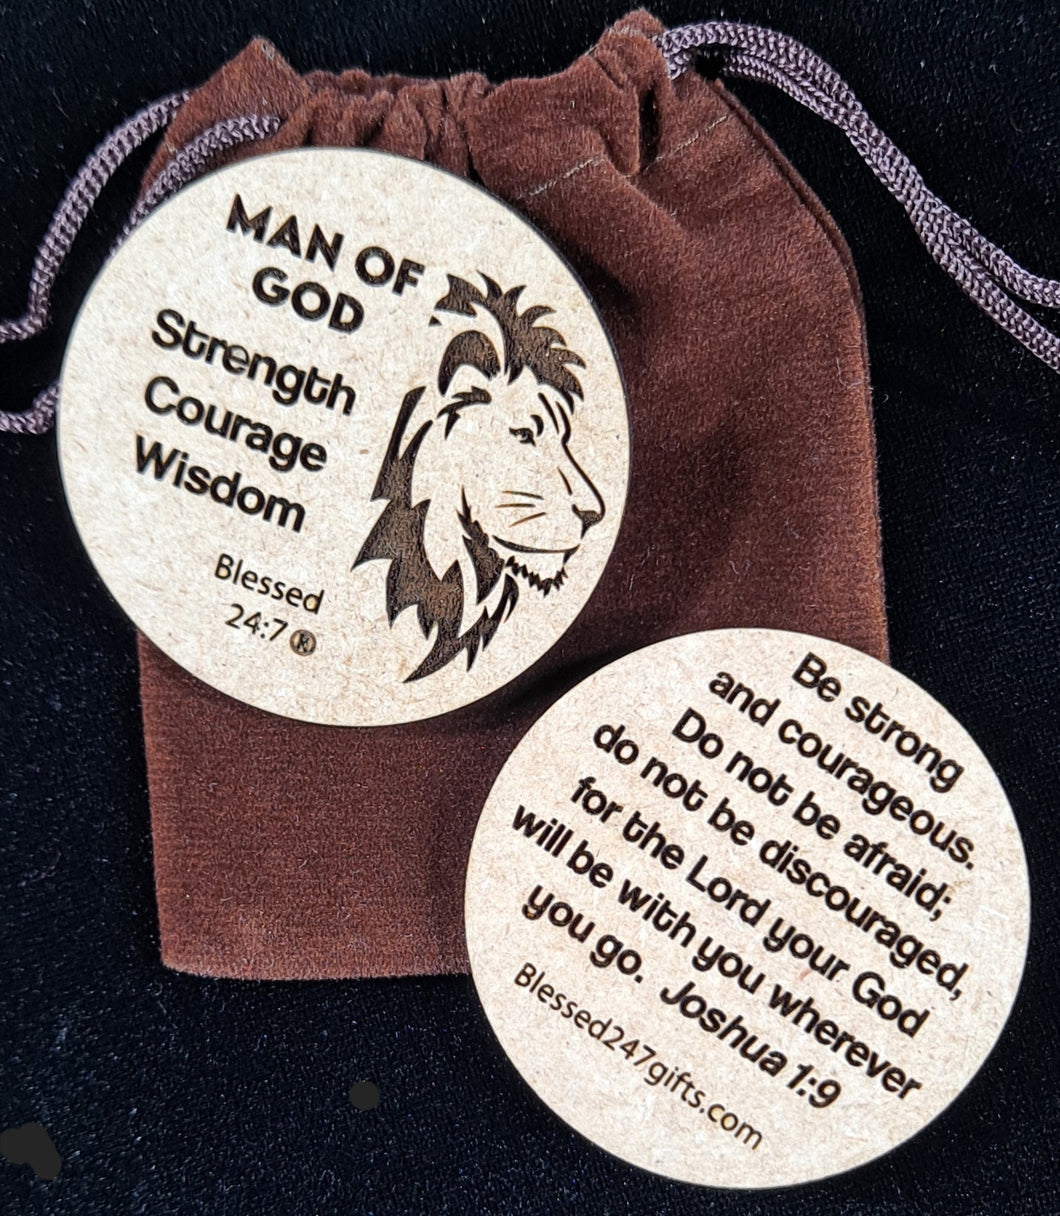 MAN OF
GOD
Strength
Courage
Wisdom
Blessed
24:7 ®
Be strong
and courageous.
Do not be afraid;
do not be discouraged,
for the Lord your God
will be with you wherever
you go. Joshua 1:9
Blessed247gifts.com